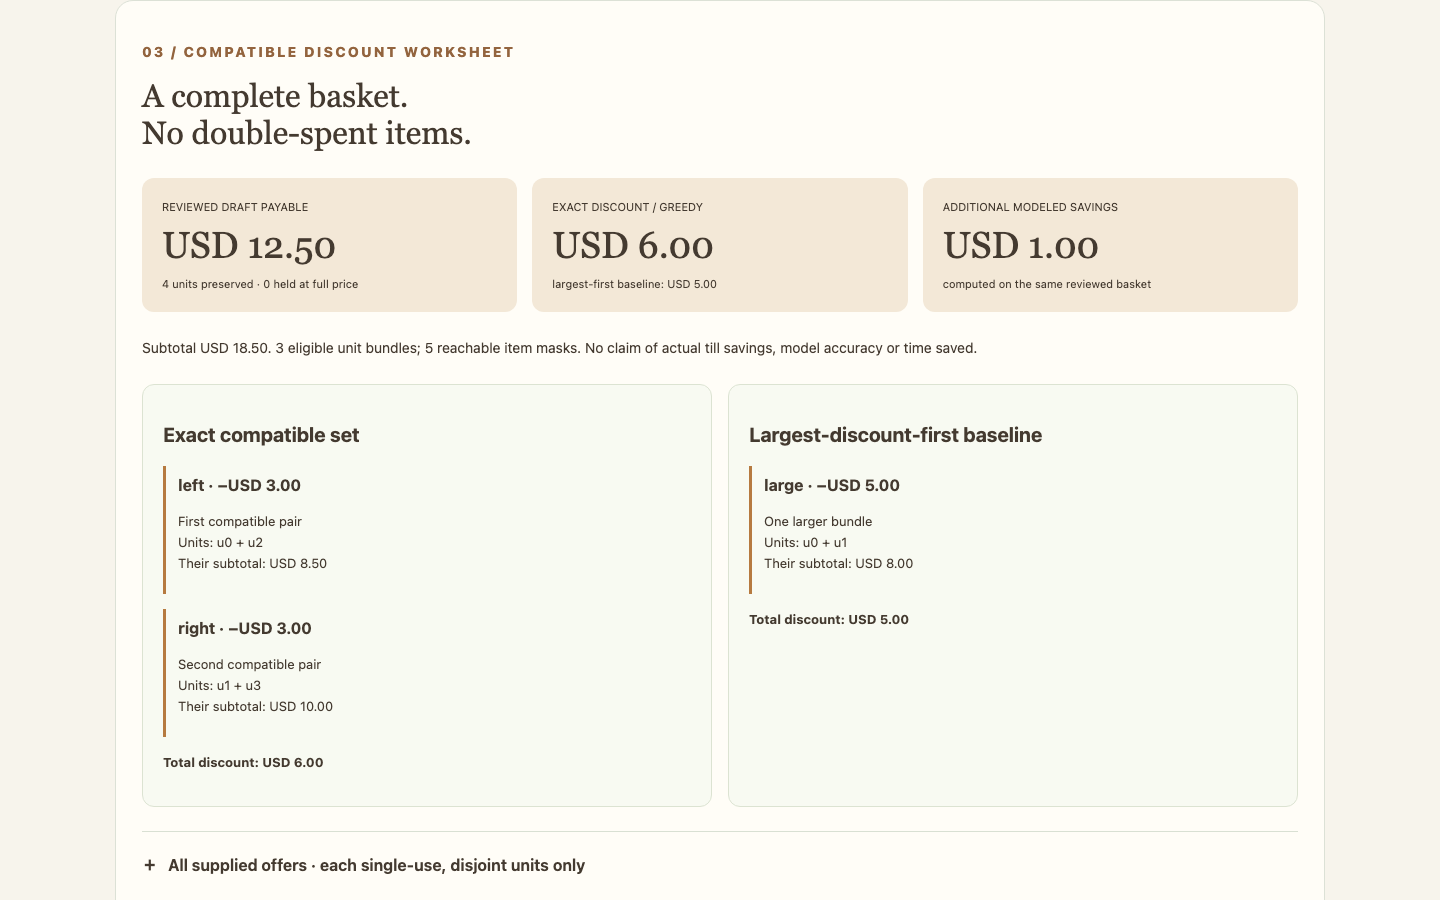 03 / COMPATIBLE DISCOUNT WORKSHEET
A complete basket.
No double-spent items.
REVIEWED DRAFT PAYABLE
USD 12.50
4 units preserved · 0 held at full price
EXACT DISCOUNT / GREEDY
USD 6.00
largest-first baseline: USD 5.00
ADDITIONAL MODELED SAVINGS
USD 1.00
computed on the same reviewed basket
Subtotal USD 18.50. 3 eligible unit bundles; 5 reachable item masks. No claim of actual till savings, model accuracy or time saved.
Exact compatible set
left · −USD 3.00
First compatible pair
Units: u0 + u2
Their subtotal: USD 8.50
right · −USD 3.00
Second compatible pair
Units: u1 + u3
Their subtotal: USD 10.00
Total discount: USD 6.00
Largest-discount-first baseline
large · −USD 5.00
One larger bundle
Units: u0 + u1
Their subtotal: USD 8.00
Total discount: USD 5.00
+ All supplied offers · each single-use, disjoint units only